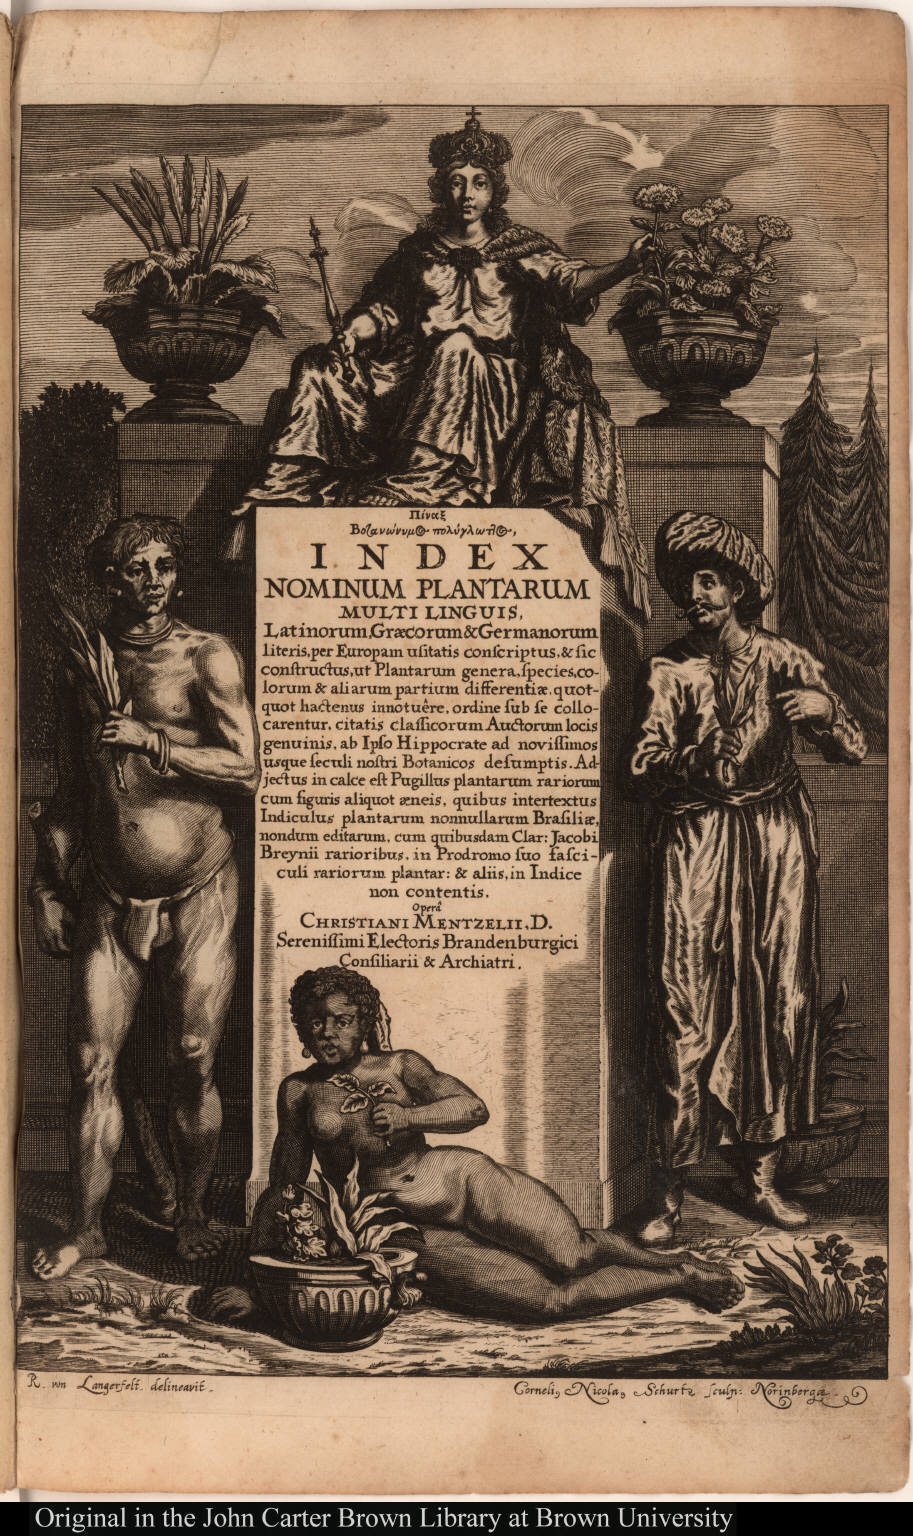 Πίναξ
Βοτανώνυμος πολύγλωττος,
INDEX
NOMINUM PLANTARUM
MULTILINGUIS,
Latinorum, Græcorum & Germanorum
literis, per Europam uſitatis conſcriptus, & ſic
conſtructus, ut Plantarum genera, ſpecies, co-
lorum & aliarum partium differentiæ, quot-
quot hactenus innotuêre, ordine ſub ſe collo-
carentur, citatis claſſicorum Auctorum locis
genuinis, ab Ipſo Hippocrate ad noviſſimos
usque ſeculi noſtri Botanicos deſumptis. Ad-
jectus in calce eſt Pugillus plantarum rariorum
cum figuris aliquot æneis, quibus intertextus
Indiculus plantarum nonnullarum Braſiliæ,
nondum editarum, cum quibusdam Clar: Jacobi
Breynii rarioribus, in Prodromo ſuo faſci-
culi rariorum plantar: & aliis, in Indice
non contentis.
Operâ
CHRISTIANI MENTZELII, D.
Sereniſſimi Electoris Brandenburgici
Conſiliarii & Archiatri.
R. von Langerfelt. delineavit.
Cornelis Nicolas Schurtz ſculp: Norinbergæ.
Original in the John Carter Brown Library at Brown University